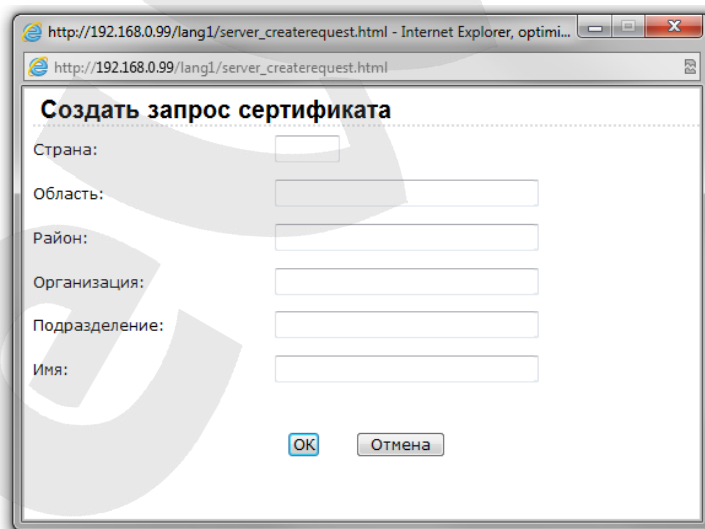 http://192.168.0.99/lang1/server_createrequest.html - Internet Explorer, optimi...
http://192.168.0.99/lang1/server_createrequest.html
Создать запрос сертификата
Страна:
Область:
Район:
Организация:
Подразделение:
Имя:
OK Отмена